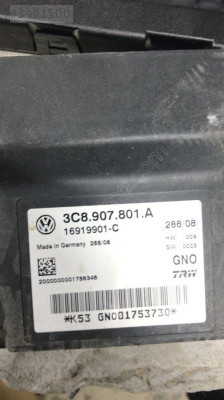 3C8.907.801.A
16919901-C 288/08
Made in Germany 288/08 HW 009
SW 0003
GNO
2000000001786346 TRW
*K53 GN0B1753730*